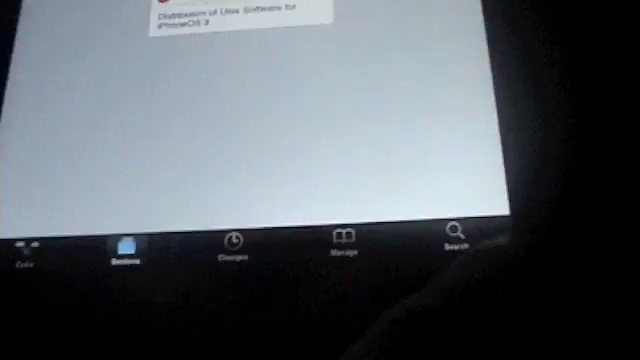 Distribution of Unix Software for
iPhoneOS 3
Cydia
Sections
Changes
Manage
Search